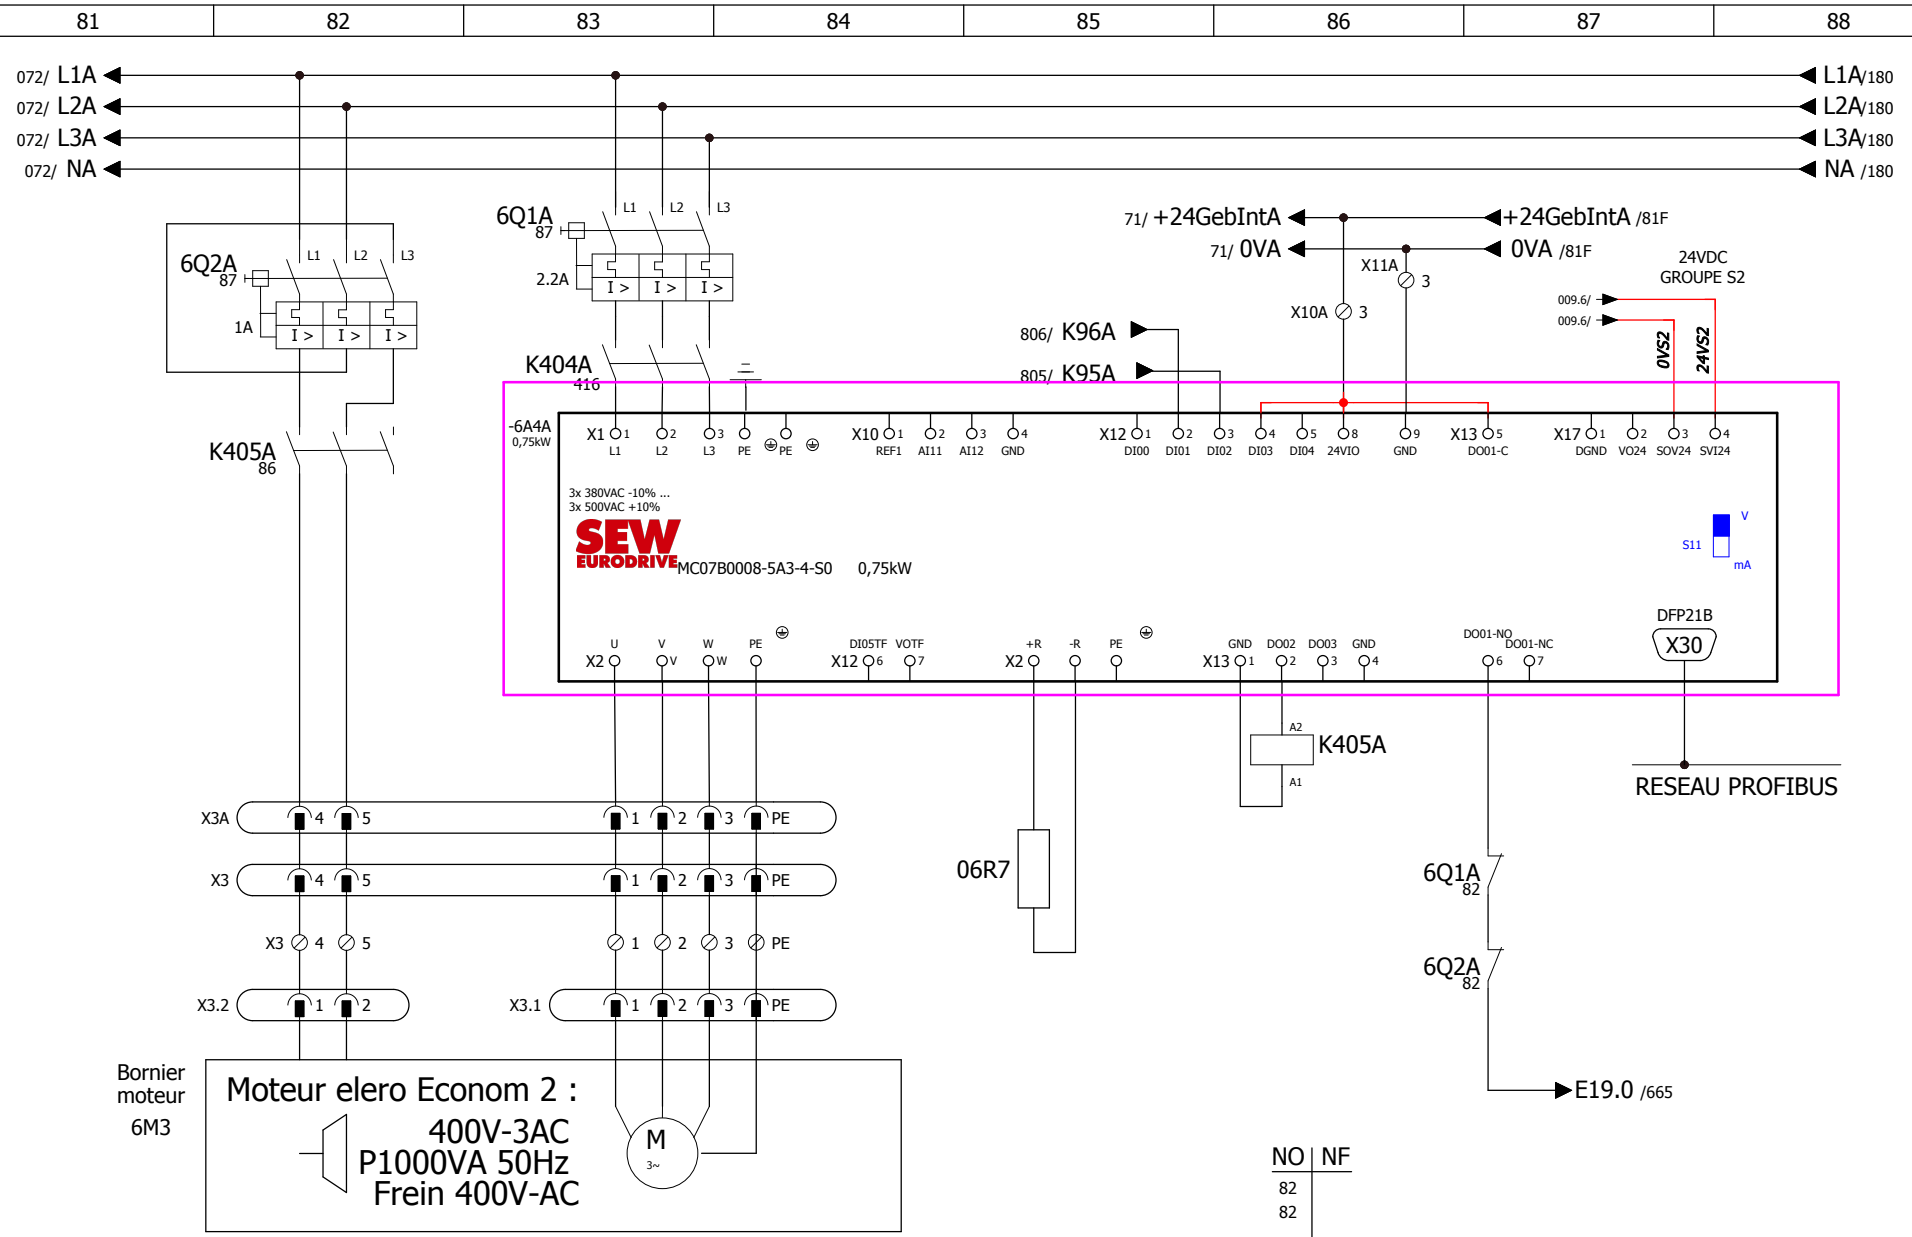 81 82 83 84 85 86 87 88
072/ L1A L1A/180
072/ L2A L2A/180
072/ L3A L3A/180
072/ NA NA /180
6Q1A
87
L1 L2 L3
2.2A
I > I > I >
71/ +24GebIntA +24GebIntA /81F
71/ 0VA 0VA /81F
6Q2A
87
L1 L2 L3
1A
I > I > I >
X11A 3
X10A 3
24VDC
GROUPE S2
009.6/
009.6/
0VS2
24VS2
806/ K96A
805/ K95A
K404A
416
K405A
86
-6A4A
0,75kW
X1 1 2 3
L1 L2 L3 PE PE
X10 1 2 3 4
REF1 AI11 AI12 GND
X12 1 2 3 4 5 8 9
DI00 DI01 DI02 DI03 DI04 24VIO GND
X13 5
DO01-C
X17 1 2 3 4
DGND VO24 SOV24 SVI24
3x 380VAC -10% ...
3x 500VAC +10%
SEW
EURODRIVE
MC07B0008-5A3-4-S0 0,75kW
V
S11
mA
DFP21B
X30
U V W PE
X2 V W
DI05TF VOTF
X12 6 7
+R -R PE
X2
GND DO02 DO03 GND
X13 1 2 3 4
DO01-NO
DO01-NC
6 7
A2
K405A
A1
RESEAU PROFIBUS
X3A 4 5 1 2 3 PE
X3 4 5 1 2 3 PE
06R7
6Q1A
82
X3 4 5 1 2 3 PE
6Q2A
82
X3.2 1 2
X3.1 1 2 3 PE
Bornier
moteur
6M3
Moteur elero Econom 2 :
400V-3AC
P1000VA 50Hz
Frein 400V-AC
M
3~
E19.0 /665
NO NF
82
82